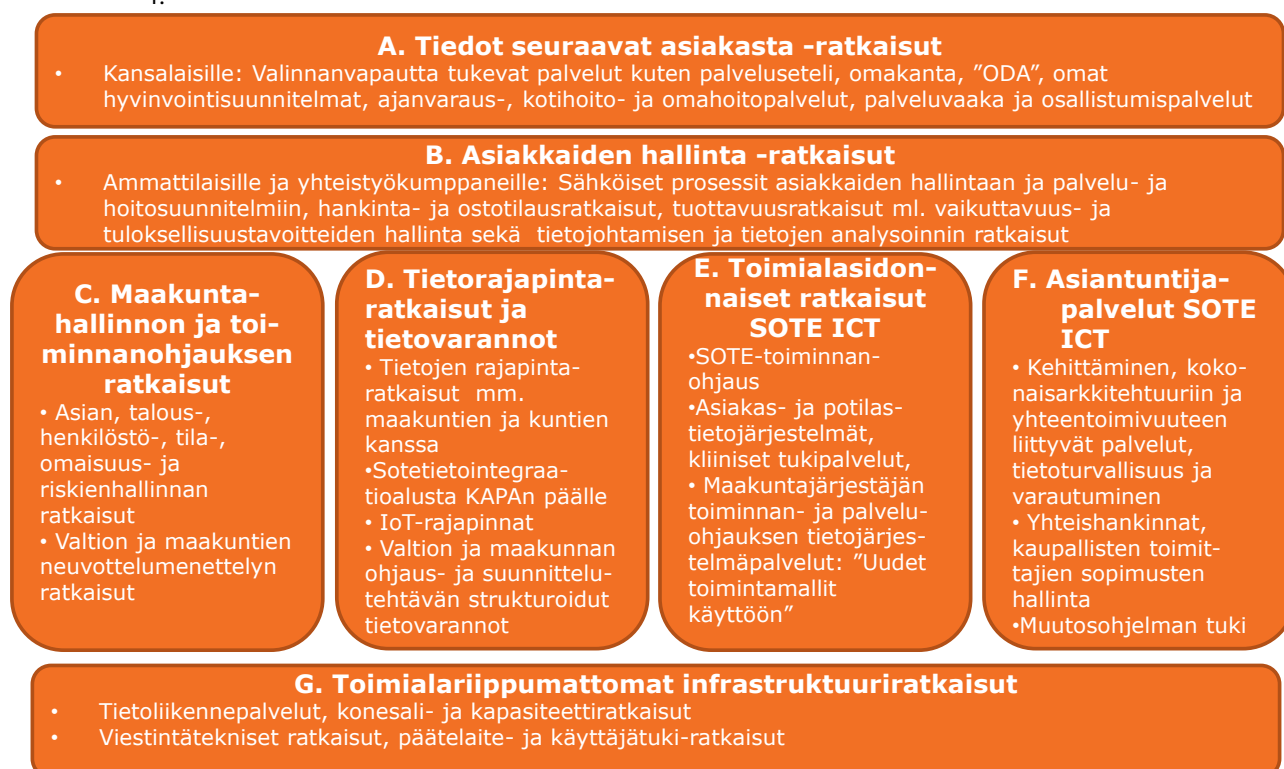 A. Tiedot seuraavat asiakasta -ratkaisut
• Kansalaisille: Valinnanvapautta tukevat palvelut kuten palveluseteli, omakanta, ”ODA”, omat
hyvinvointisuunnitelmat, ajanvaraus-, kotihoito- ja omahoitopalvelut, palveluvaaka ja osallistumispalvelut
B. Asiakkaiden hallinta -ratkaisut
• Ammattilaisille ja yhteistyökumppaneille: Sähköiset prosessit asiakkaiden hallintaan ja palvelu- ja
hoitosuunnitelmiin, hankinta- ja ostotilausratkaisut, tuottavuusratkaisut ml. vaikuttavuus- ja
tuloksellisuustavoitteiden hallinta sekä tietojohtamisen ja tietojen analysoinnin ratkaisut
C. Maakunta-
hallinnon ja toi-
minnanohjauksen
ratkaisut
• Asian, talous-,
henkilöstö-, tila-,
omaisuus- ja
riskienhallinnan
ratkaisut
• Valtion ja maakuntien
neuvottelumenettelyn
ratkaisut
D. Tietorajapinta-
ratkaisut ja
tietovarannot
• Tietojen rajapinta-
ratkaisut mm.
maakuntien ja kuntien
kanssa
•Sotetietointegraa-
tioalusta KAPAn päälle
• IoT-rajapinnat
• Valtion ja maakunnan
ohjaus- ja suunnittelu-
tehtävän strukturoidut
tietovarannot
E. Toimialasidon-
naiset ratkaisut
SOTE ICT
•SOTE-toiminnan-
ohjaus
•Asiakas- ja potilas-
tietojärjestelmät,
kliiniset tukipalvelut,
• Maakuntajärjestäjän
toiminnan- ja palvelu-
ohjauksen tietojärjes-
telmäpalvelut: ”Uudet
toimintamallit
käyttöön”
F. Asiantuntija-
palvelut SOTE
ICT
• Kehittäminen, koko-
naisarkkitehtuuriin ja
yhteentoimivuuteen
liittyvät palvelut,
tietoturvallisuus ja
varautuminen
• Yhteishankinnat,
kaupallisten toimit-
tajien sopimusten
hallinta
•Muutosohjelman tuki
G. Toimialariippumattomat infrastruktuuriratkaisut
• Tietoliikennepalvelut, konesali- ja kapasiteettiratkaisut
• Viestintätekniset ratkaisut, päätelaite- ja käyttäjätuki-ratkaisut